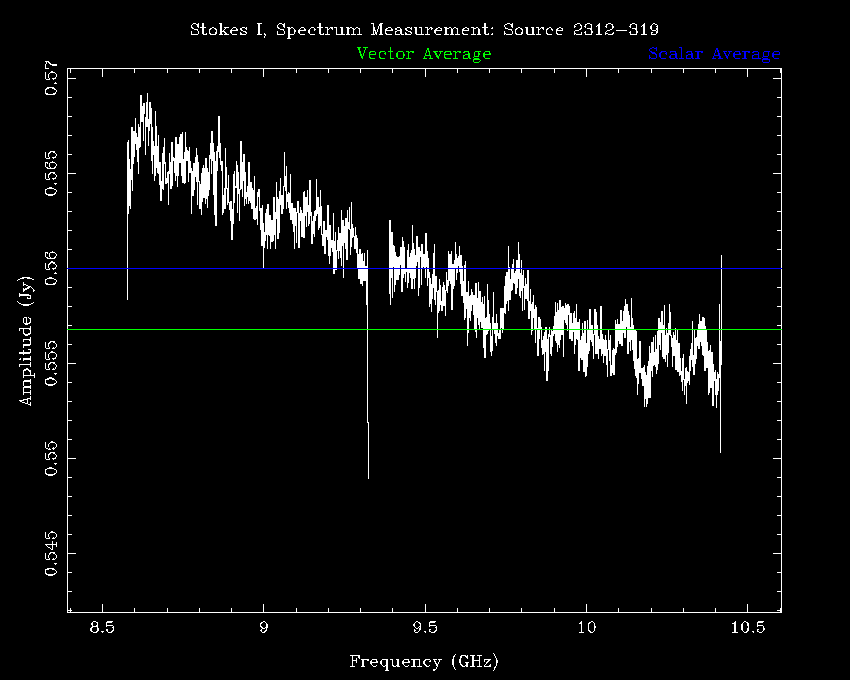 Stokes I, Spectrum Measurement: Source 2312−319
Vector Average Scalar Average
0.57
0.565
0.56
0.555
0.55
0.545
Amplitude (Jy)
8.5 9 9.5 10 10.5
Frequency (GHz)